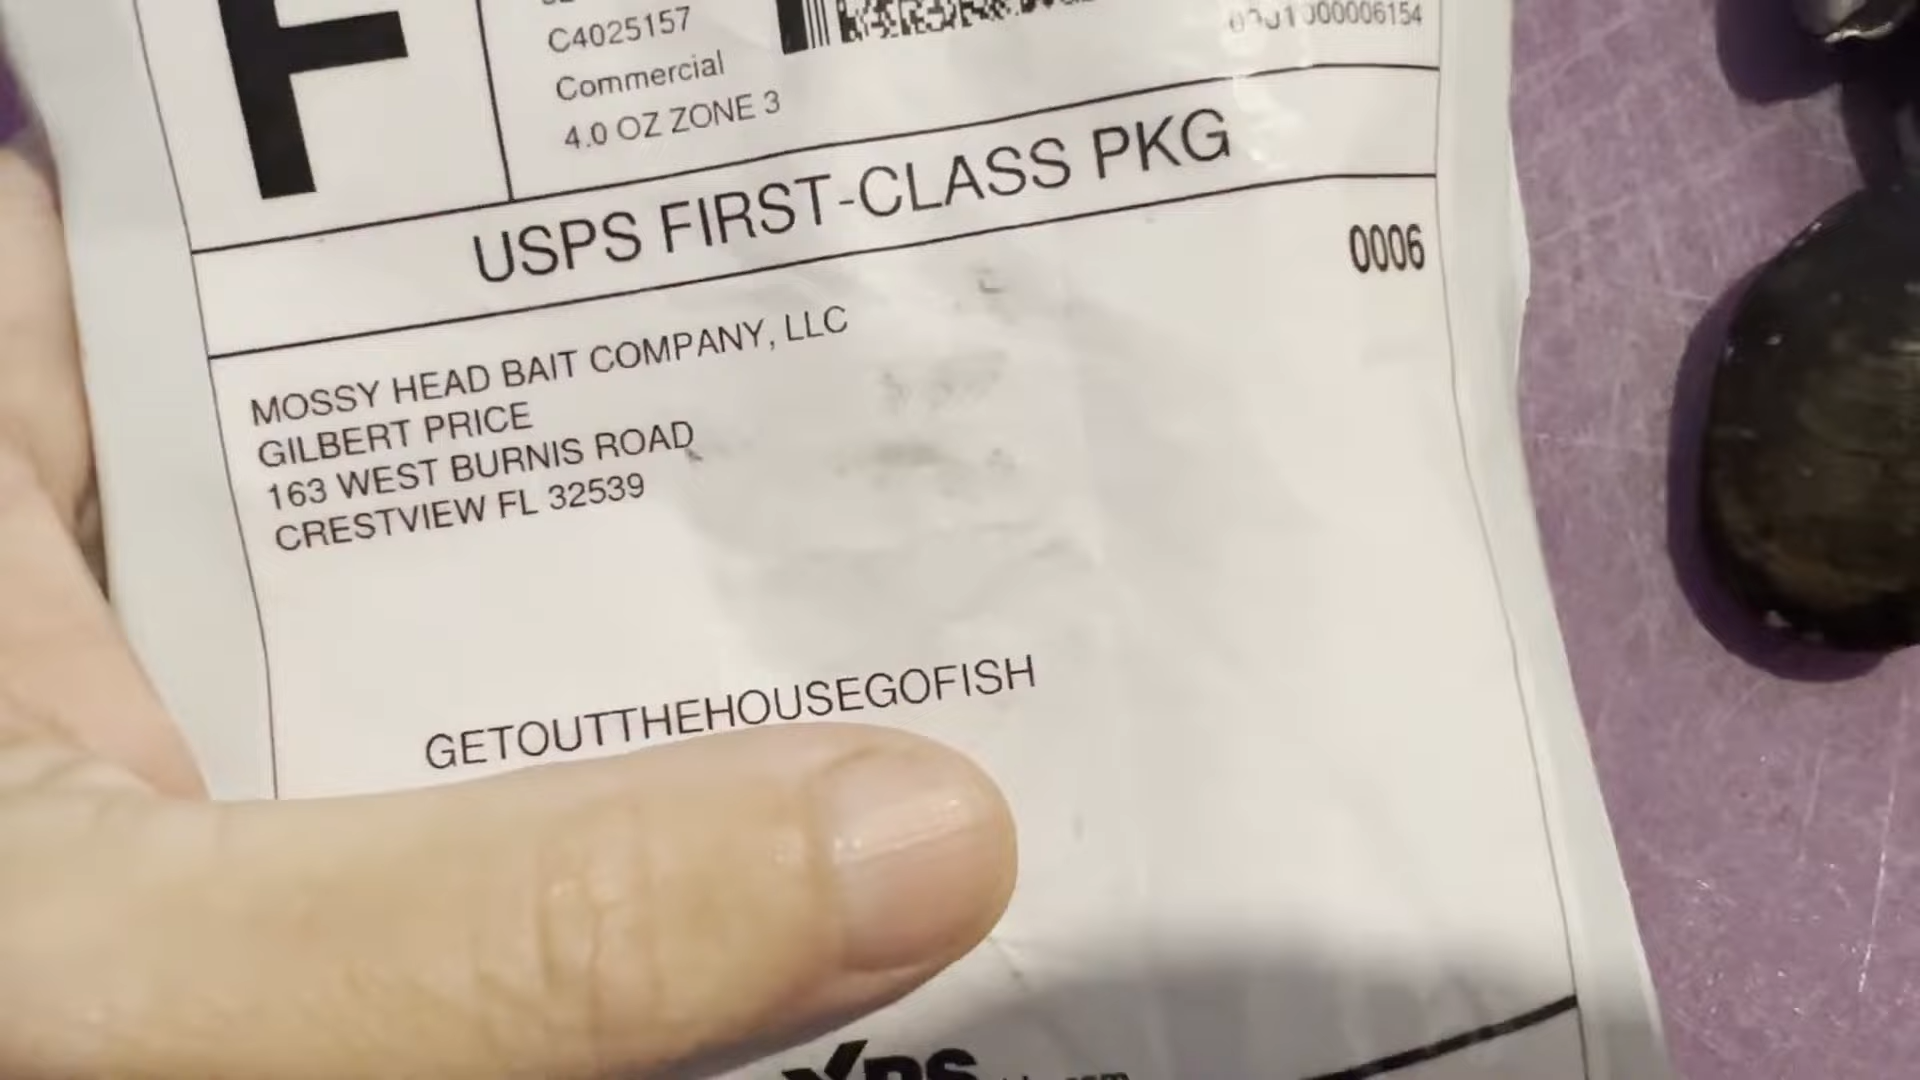 F
C4025157
Commercial
4.0 OZ ZONE 3
000006154
USPS FIRST-CLASS PKG
0006
MOSSY HEAD BAIT COMPANY, LLC
GILBERT PRICE
163 WEST BURNIS ROAD
CRESTVIEW FL 32539
GETOUTTHEHOUSEGOFISH